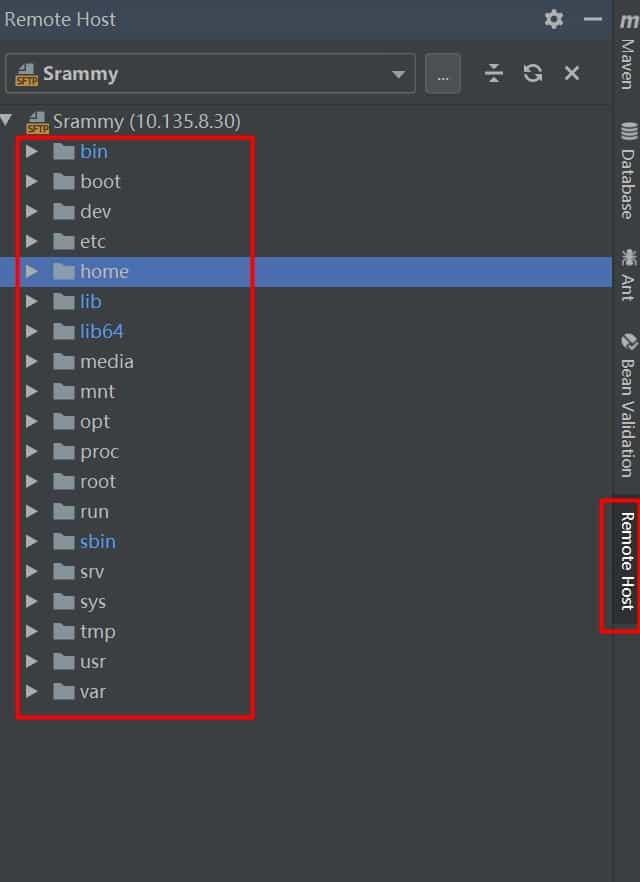 Remote Host
SFTP Srammy
...
SFTP Srammy (10.135.8.30)
bin
boot
dev
etc
home
lib
lib64
media
mnt
opt
proc
root
run
sbin
srv
sys
tmp
usr
var
m
Maven
Database
Ant
Bean Validation
Remote Host